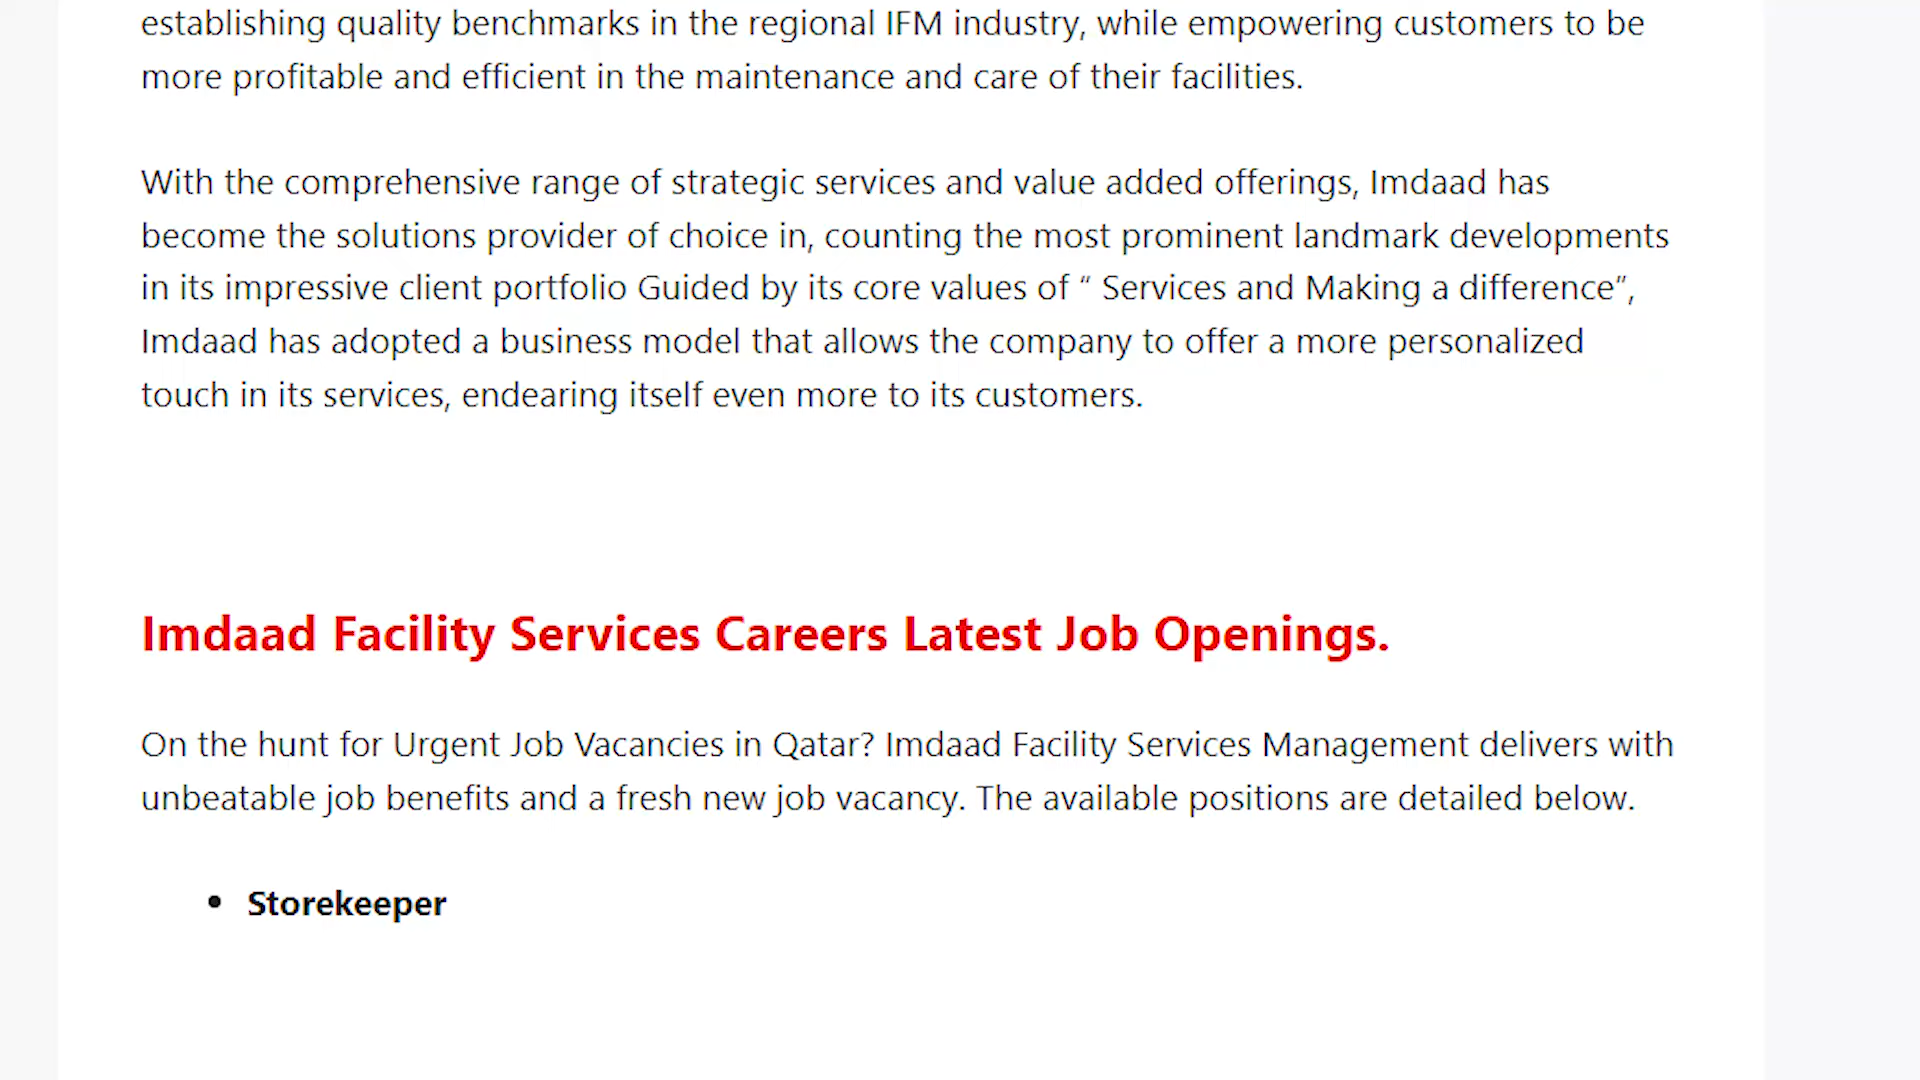 establishing quality benchmarks in the regional IFM industry, while empowering customers to be
more profitable and efficient in the maintenance and care of their facilities.
With the comprehensive range of strategic services and value added offerings, Imdaad has
become the solutions provider of choice in, counting the most prominent landmark developments
in its impressive client portfolio Guided by its core values of “ Services and Making a difference”,
Imdaad has adopted a business model that allows the company to offer a more personalized
touch in its services, endearing itself even more to its customers.
Imdaad Facility Services Careers Latest Job Openings.
On the hunt for Urgent Job Vacancies in Qatar? Imdaad Facility Services Management delivers with
unbeatable job benefits and a fresh new job vacancy. The available positions are detailed below.
• Storekeeper